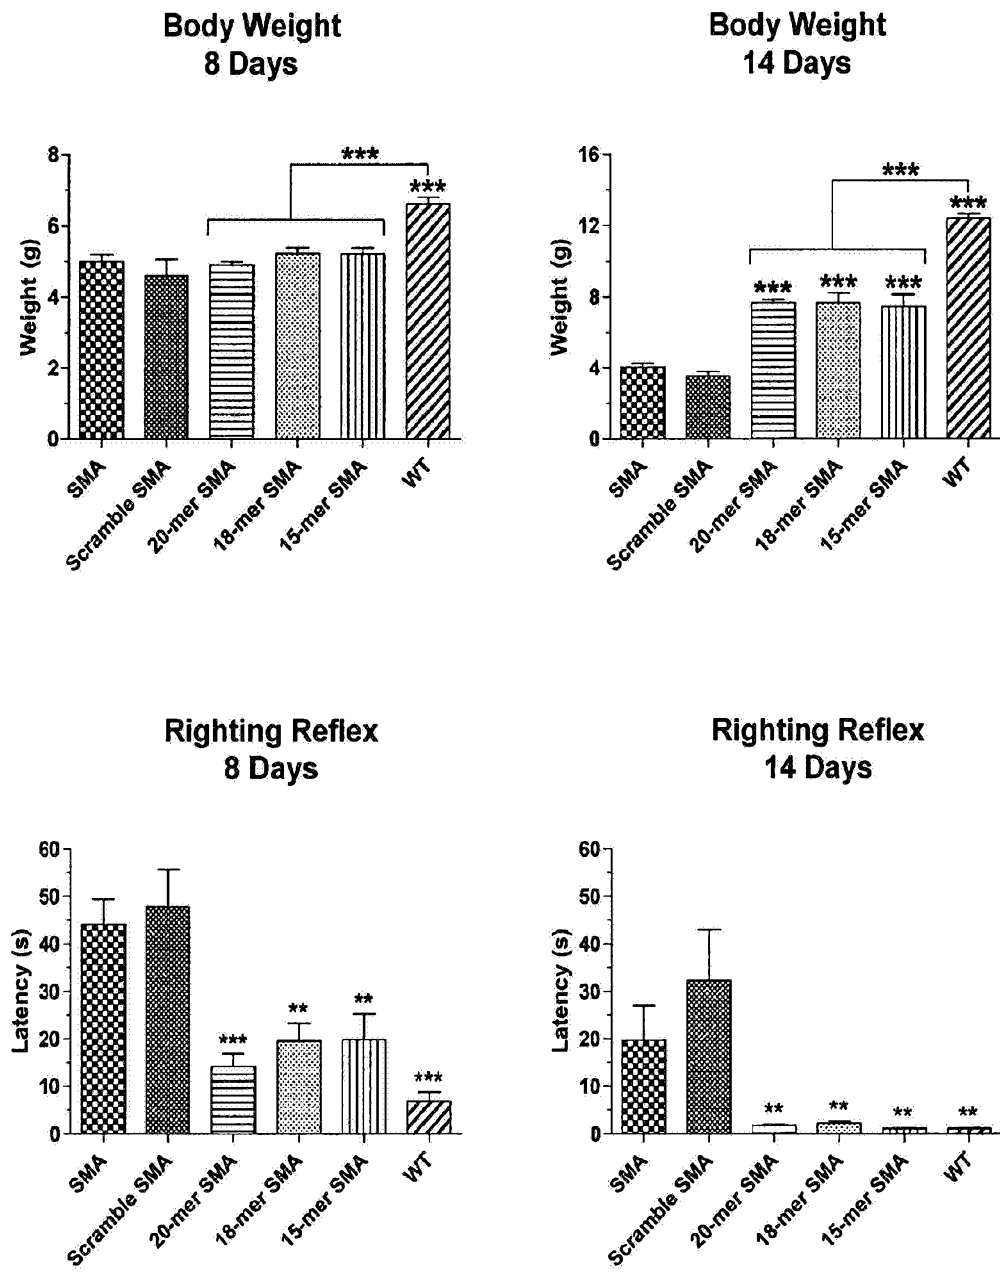 Body Weight
8 Days
Body Weight
14 Days
***
***
8
6
4
2
0
Weight (g)
SMA
Scramble SMA
20-mer SMA
18-mer SMA
15-mer SMA
WT
***
***
***
***
***
16
12
8
4
0
Weight (g)
SMA
Scramble SMA
20-mer SMA
18-mer SMA
15-mer SMA
WT
Righting Reflex
8 Days
Righting Reflex
14 Days
60
50
40
30
20
10
0
Latency (s)
***
**
**
***
SMA
Scramble SMA
20-mer SMA
18-mer SMA
15-mer SMA
WT
60
50
40
30
20
10
0
Latency (s)
**
**
**
**
SMA
Scramble SMA
20-mer SMA
18-mer SMA
15-mer SMA
WT